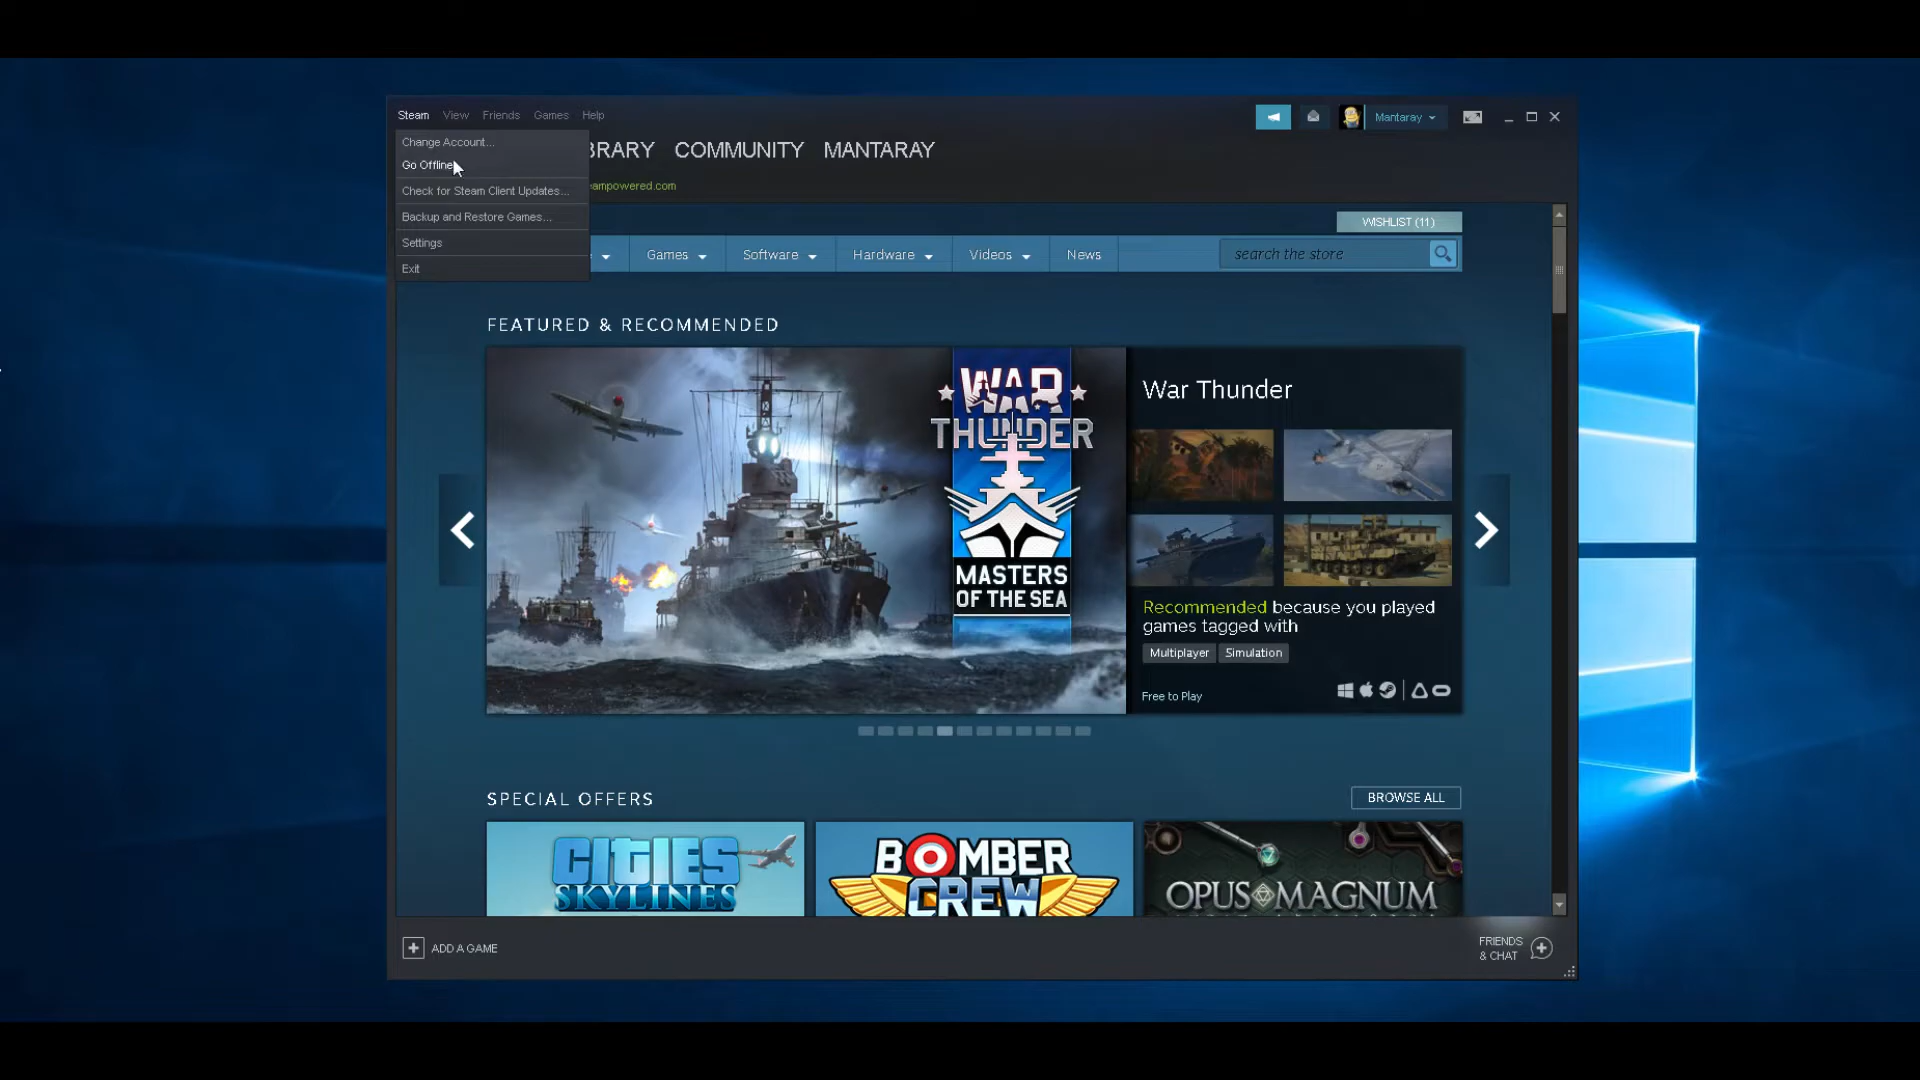 Steam View Friends Games Help
Mantaray
Change Account...
Go Offline
Check for Steam Client Updates...
Backup and Restore Games...
Settings
Exit
BRARY COMMUNITY MANTARAY
eampowered.com
WISHLIST (11)
Games Software Hardware Videos News
search the store
FEATURED & RECOMMENDED
WAR
THUNDER
MASTERS
OF THE SEA
War Thunder
Recommended because you played
games tagged with
Multiplayer Simulation
Free to Play
SPECIAL OFFERS
BROWSE ALL
CITIES
SKYLINES
BOMBER
CREW
OPUS MAGNUM
ADD A GAME
FRIENDS
& CHAT